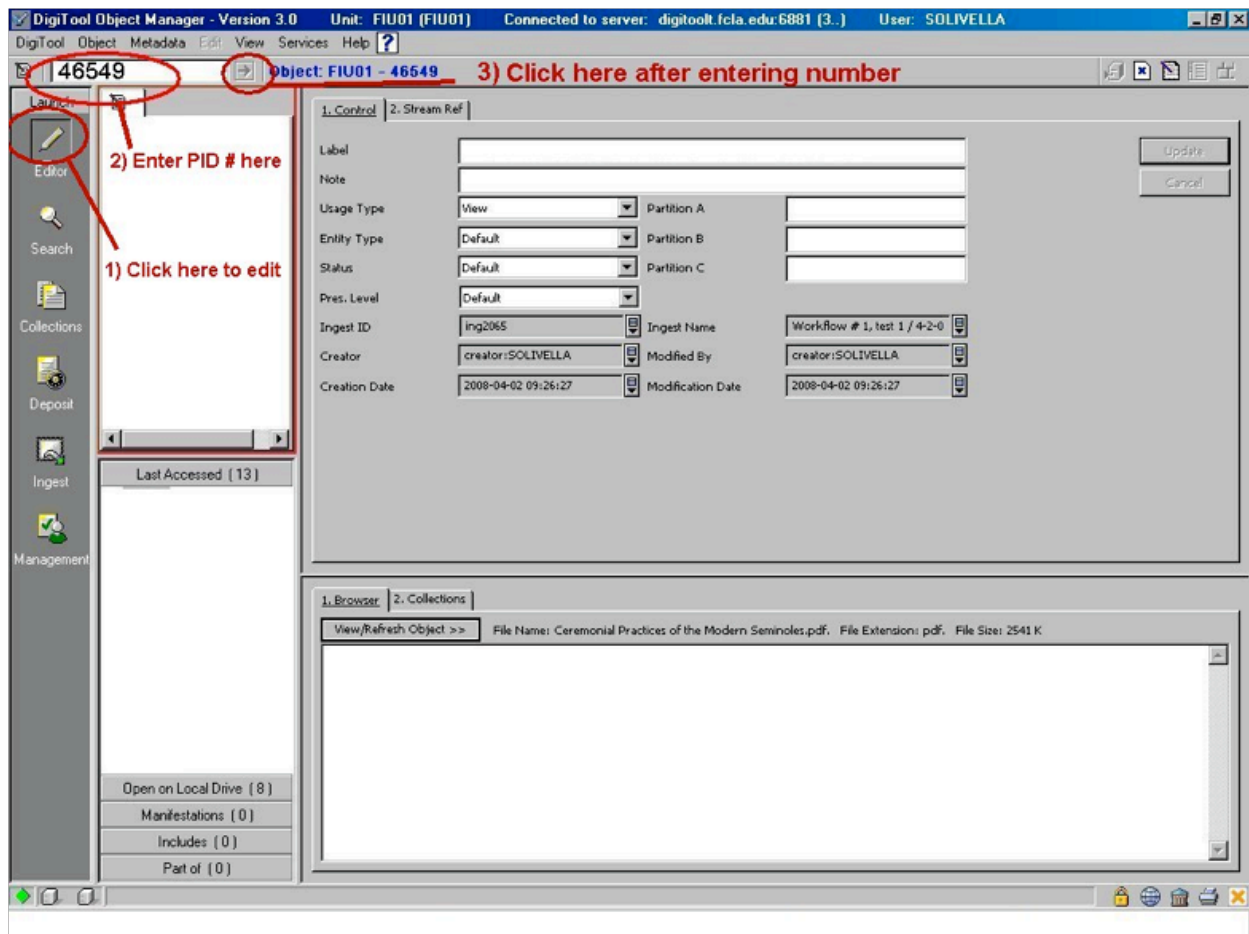 DigiTool Object Manager - Version 3.0 Unit: FIU01 (FIU01) Connected to server: digitoolt.fcla.edu:6881 (3..) User: SOLIVELLA
DigiTool Object Metadata Edit View Services Help ?
46549 Object: FIU01 - 46549 3) Click here after entering number
Launch
1. Control 2. Stream Ref
Label Update
2) Enter PID # here
Editor
Note Cancel
Usage Type View Partition A
Entity Type Default Partition B
Search
1) Click here to edit
Status Default Partition C
Pres. Level Default
Collections
Ingest ID ing2065 Ingest Name Workflow # 1, test 1 / 4-2-0
Creator creator:SOLIVELLA Modified By creator:SOLIVELLA
Creation Date 2008-04-02 09:26:27 Modification Date 2008-04-02 09:26:27
Deposit
Last Accessed (13)
Ingest
Management
1. Browser 2. Collections
View/Refresh Object >> File Name: Ceremonial Practices of the Modern Seminoles.pdf. File Extension: pdf. File Size: 2541 K
Open on Local Drive (8)
Manifestations (0)
Includes (0)
Part of (0)